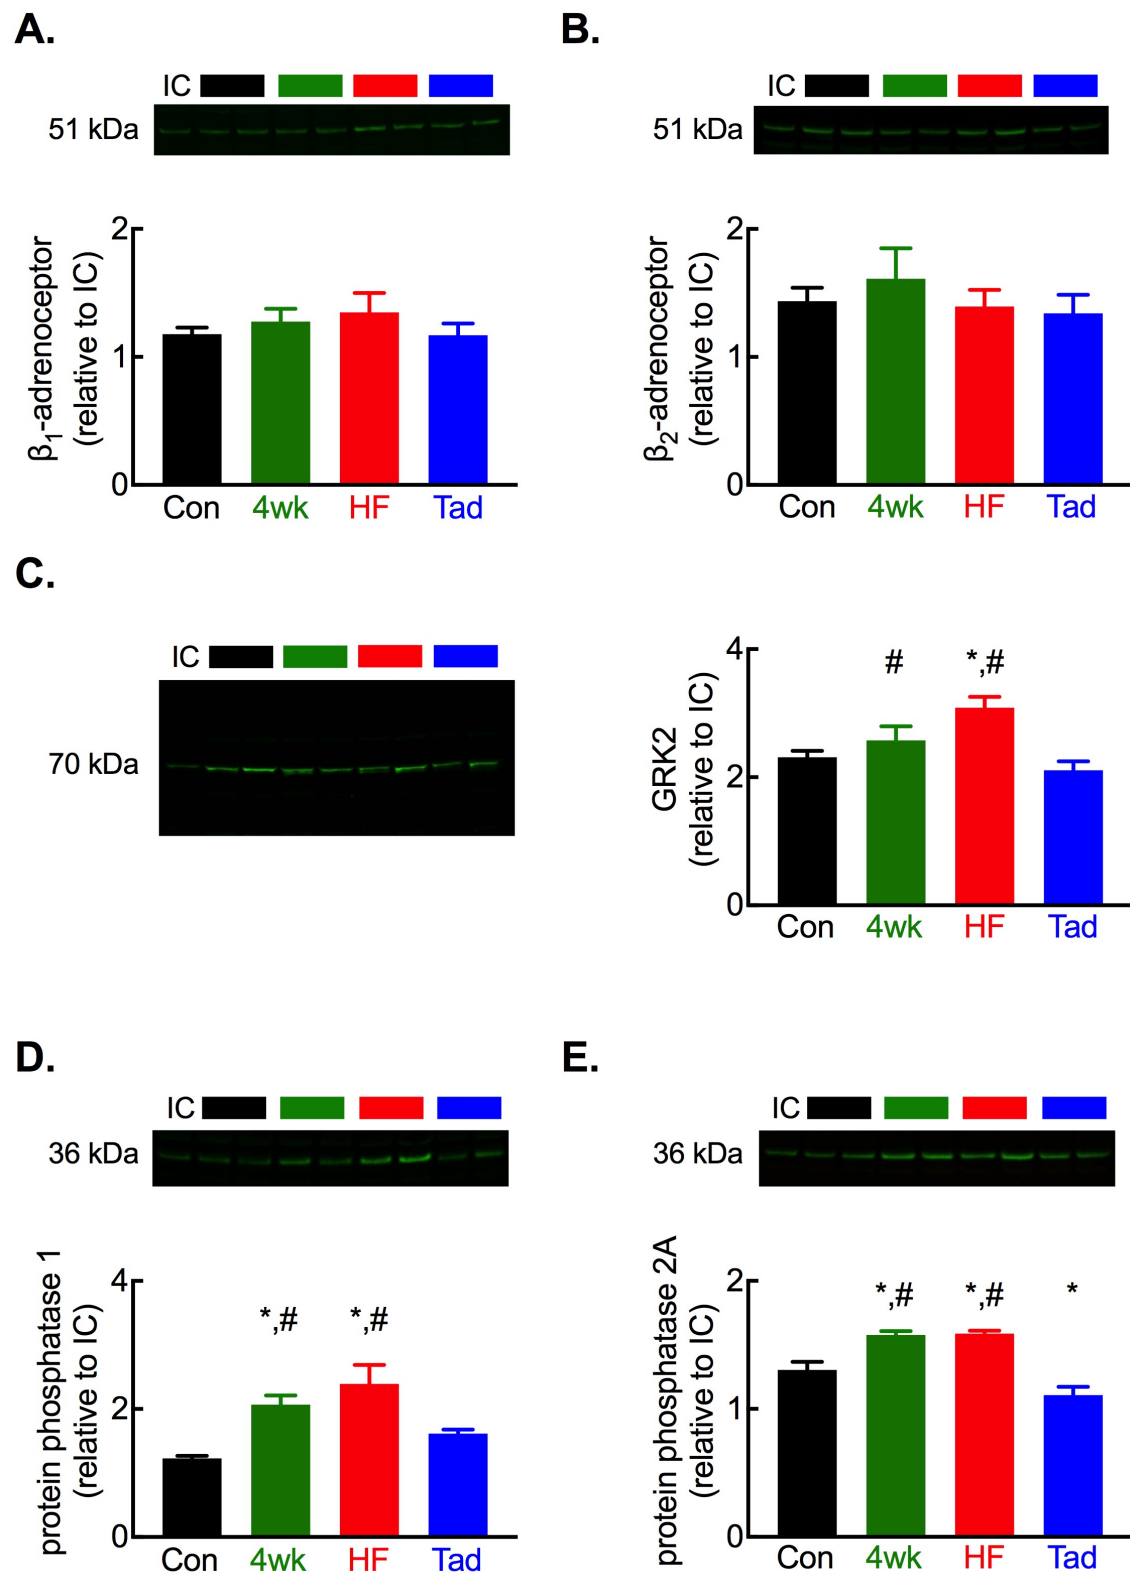 A.
IC
51 kDa
2
1
0
β1-adrenoceptor
(relative to IC)
Con 4wk HF Tad
B.
IC
51 kDa
2
1
0
β2-adrenoceptor
(relative to IC)
Con 4wk HF Tad
C.
IC
70 kDa
4
2
0
GRK2
(relative to IC)
# *,#
Con 4wk HF Tad
D.
IC
36 kDa
4
2
0
protein phosphatase 1
(relative to IC)
*,# *,#
Con 4wk HF Tad
E.
IC
36 kDa
2
1
0
protein phosphatase 2A
(relative to IC)
*,# *,# *
Con 4wk HF Tad